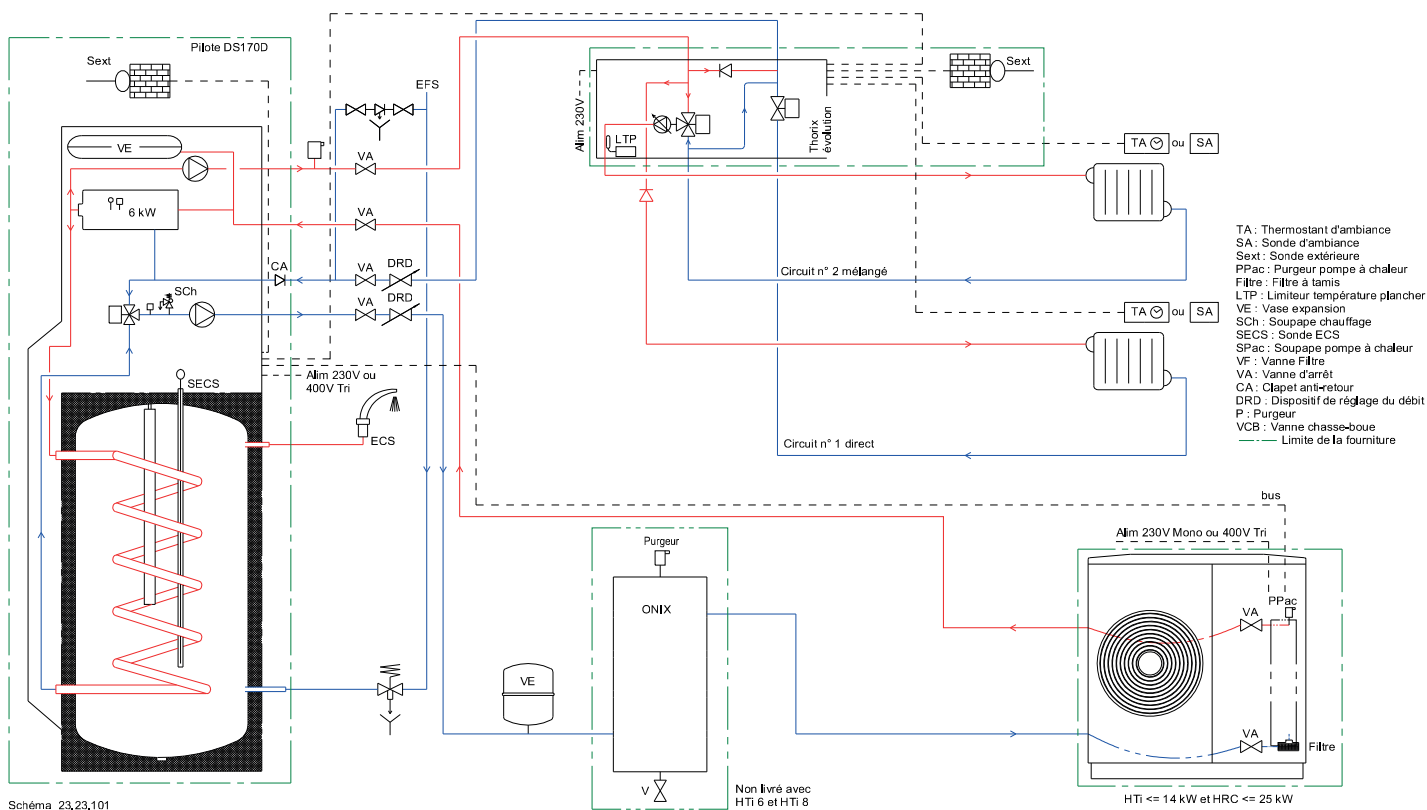 Pilote DS170D
Sext
VE
6 kW
SCh
CA
SECS
EFS
VA
VA
VA
DRD
VA
DRD
Alim 230V ou
400V Tri
ECS
Alim 230V
LTP
Thorix
évolution
Sext
TA ou SA
Circuit n° 2 mélangé
TA ou SA
Circuit n° 1 direct
TA : Thermostant d'ambiance
SA : Sonde d'ambiance
Sext : Sonde extérieure
PPac : Purgeur pompe à chaleur
Filtre : Filtre à tamis
LTP : Limiteur température plancher
VE : Vase expansion
SCh : Soupape chauffage
SECS : Sonde ECS
SPac : Soupape pompe à chaleur
VF : Vanne Filtre
VA : Vanne d'arrêt
CA : Clapet anti-retour
DRD : Dispositif de réglage du débit
P : Purgeur
VCB : Vanne chasse-boue
Limite de la fourniture
bus
Alim 230V Mono ou 400V Tri
PPac
VA
VA
Filtre
HTi <= 14 kW et HRC <= 25 kW
Purgeur
ONIX
VE
V
Non livré avec
HTi 6 et HTi 8
Schéma 23.23.101